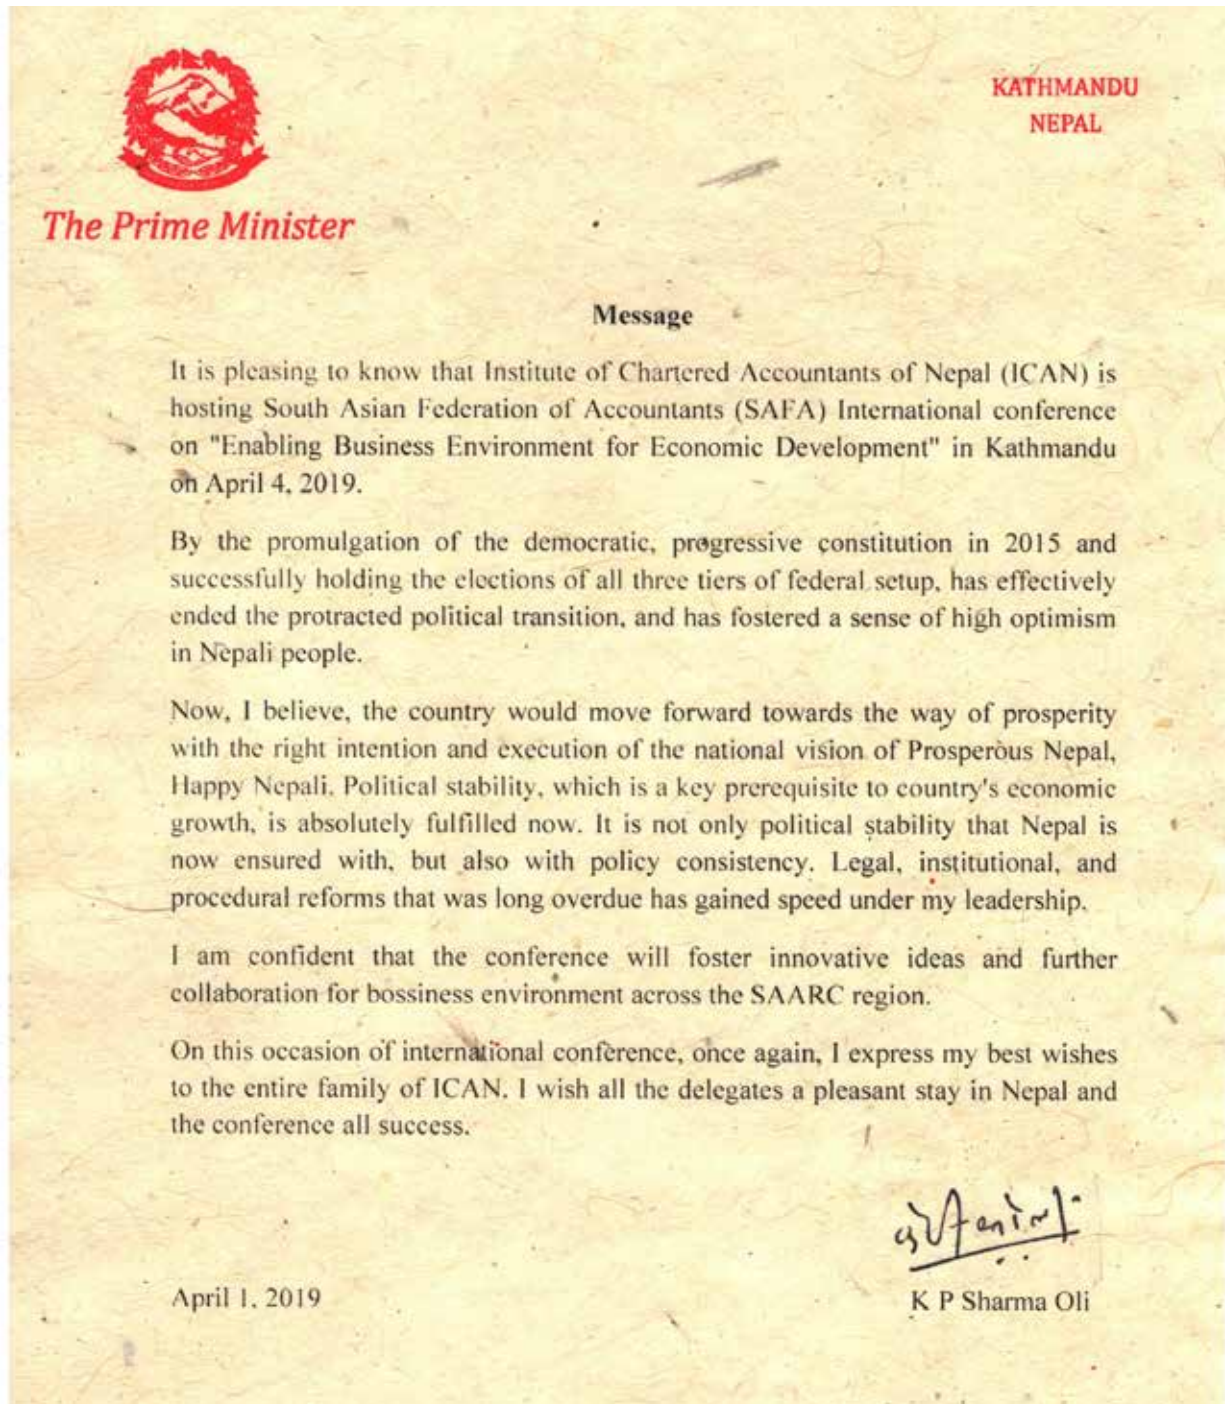 KATHMANDU
NEPAL
The Prime Minister
Message
It is pleasing to know that Institute of Chartered Accountants of Nepal (ICAN) is
hosting South Asian Federation of Accountants (SAFA) International conference
on "Enabling Business Environment for Economic Development" in Kathmandu
on April 4, 2019.
By the promulgation of the democratic, progressive constitution in 2015 and
successfully holding the elections of all three tiers of federal setup, has effectively
ended the protracted political transition, and has fostered a sense of high optimism
in Nepali people.
Now, I believe, the country would move forward towards the way of prosperity
with the right intention and execution of the national vision of Prosperous Nepal,
Happy Nepali. Political stability, which is a key prerequisite to country's economic
growth, is absolutely fulfilled now. It is not only political stability that Nepal is
now ensured with, but also with policy consistency. Legal, institutional, and
procedural reforms that was long overdue has gained speed under my leadership.
I am confident that the conference will foster innovative ideas and further
collaboration for bossiness environment across the SAARC region.
On this occasion of international conference, once again, I express my best wishes
to the entire family of ICAN. I wish all the delegates a pleasant stay in Nepal and
the conference all success.
April 1, 2019
K P Sharma Oli